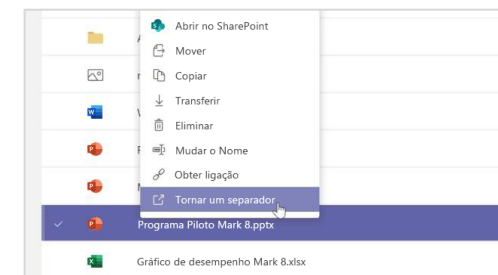 Abrir no SharePoint
Mover
Copiar
Transferir
Eliminar
Mudar o Nome
Obter ligação
Tornar um separador
Programa Piloto Mark 8.pptx
Gráfico de desempenho Mark 8.xlsx